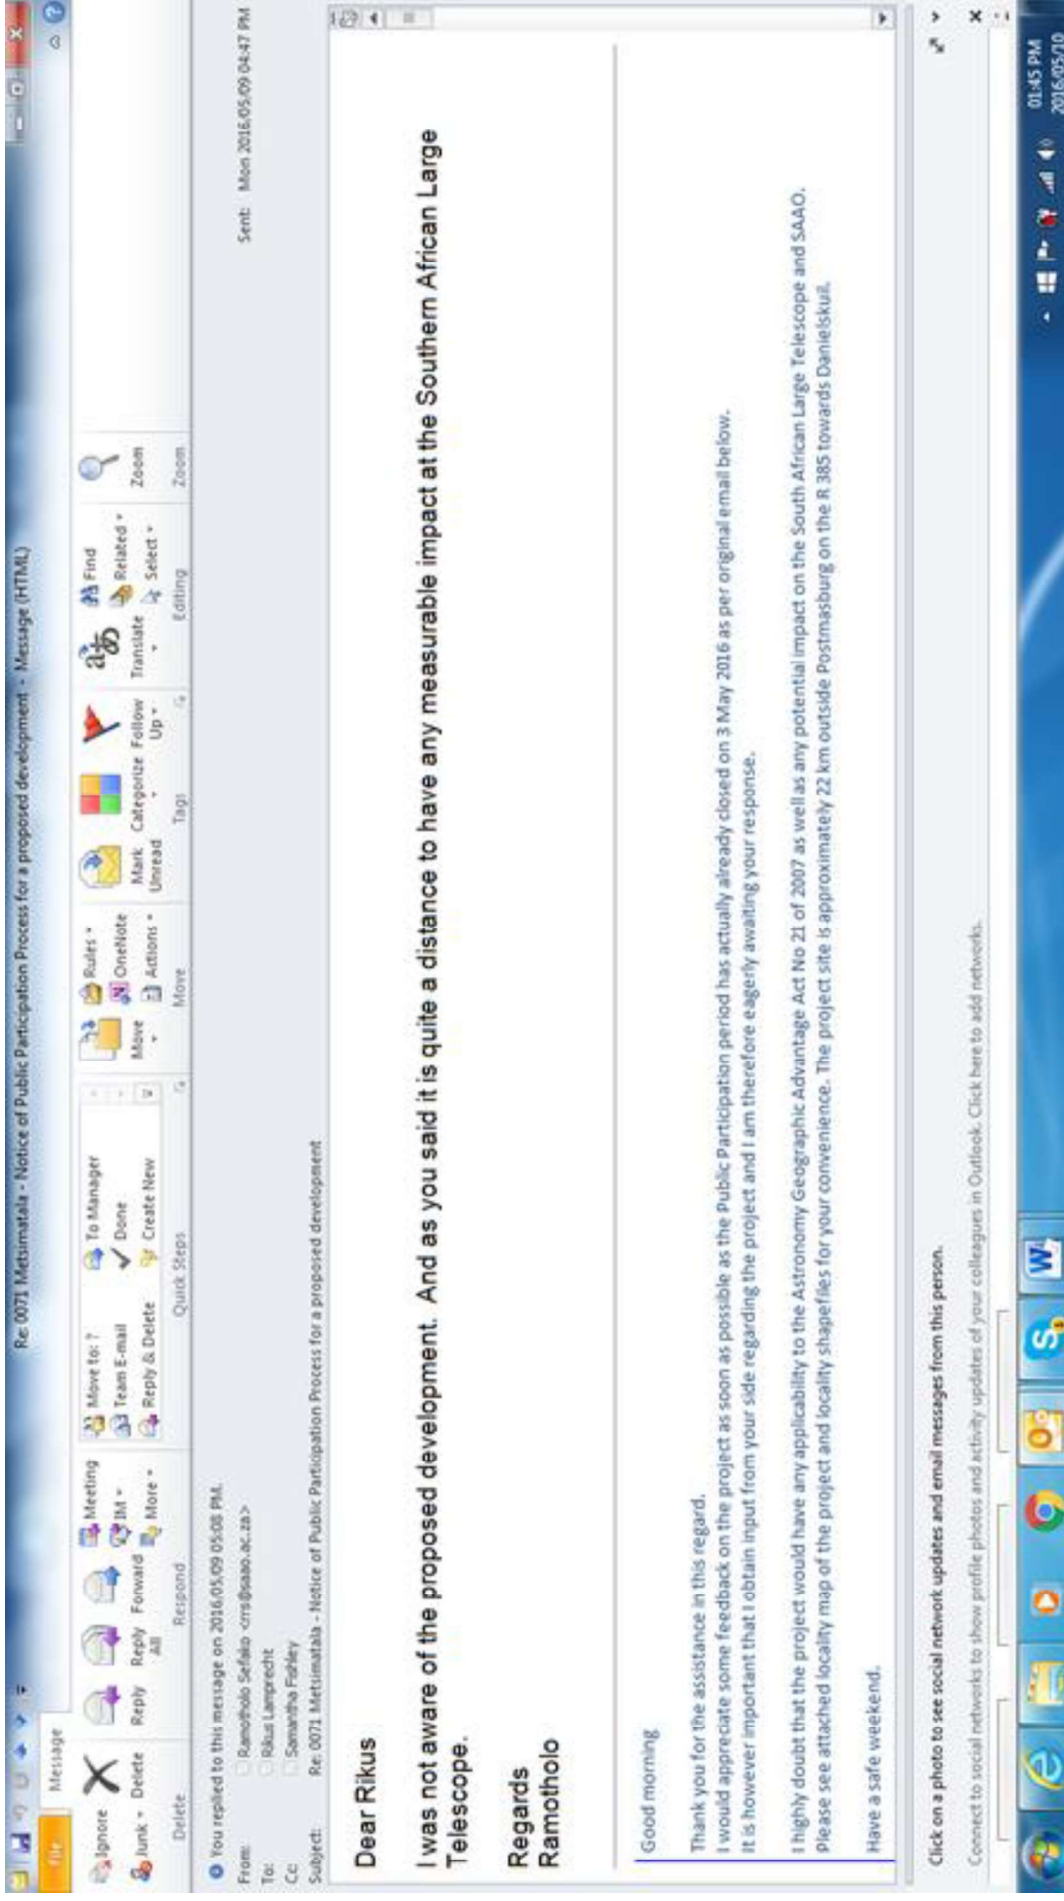 Re: 0071 Metsimatala - Notice of Public Participation Process for a proposed development - Message (HTML)
File
Message
Ignore
Junk
Delete
Delete
Reply
Reply All
Forward
Meeting
IM
More
Respond
Move to: ?
Team E-mail
Reply & Delete
To Manager
Done
Create New
Quick Steps
Move
Rules
OneNote
Actions
Move
Mark Unread
Categorize
Follow Up
Tags
Translate
Find
Related
Select
Editing
Zoom
Zoom
You replied to this message on 2016/05/09 05:08 PM.
From: Ramotholo Sefako <rrs@saao.ac.za>
Sent: Mon 2016/05/09 04:47 PM
To: Rikus Lamprecht
Cc: Samantha Fishley
Subject: Re: 0071 Metsimatala - Notice of Public Participation Process for a proposed development
Dear Rikus
I was not aware of the proposed development. And as you said it is quite a distance to have any measurable impact at the Southern African Large
Telescope.
Regards
Ramotholo
Good morning
Thank you for the assistance in this regard.
I would appreciate some feedback on the project as soon as possible as the Public Participation period has actually already closed on 3 May 2016 as per original email below.
It is however important that I obtain input from your side regarding the project and I am therefore eagerly awaiting your response.
I highly doubt that the project would have any applicability to the Astronomy Geographic Advantage Act No 21 of 2007 as well as any potential impact on the South African Large Telescope and SAAO.
Please see attached locality map of the project and locality shapefiles for your convenience. The project site is approximately 22 km outside Postmasburg on the R 385 towards Danielskuil.
Have a safe weekend.
Click on a photo to see social network updates and email messages from this person.
Connect to social networks to show profile photos and activity updates of your colleagues in Outlook. Click here to add networks.
01:45 PM
2016/05/10